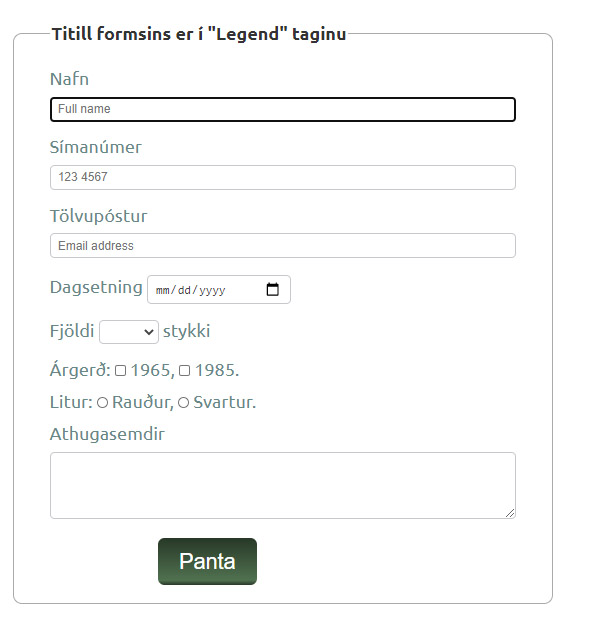 Titill formsins er í "Legend" taginu
Nafn
Full name
Símanúmer
123 4567
Tölvupóstur
Email address
Dagsetning mm/dd/yyyy
Fjöldi stykki
Árgerð: 1965, 1985.
Litur: Rauður, Svartur.
Athugasemdir
Panta